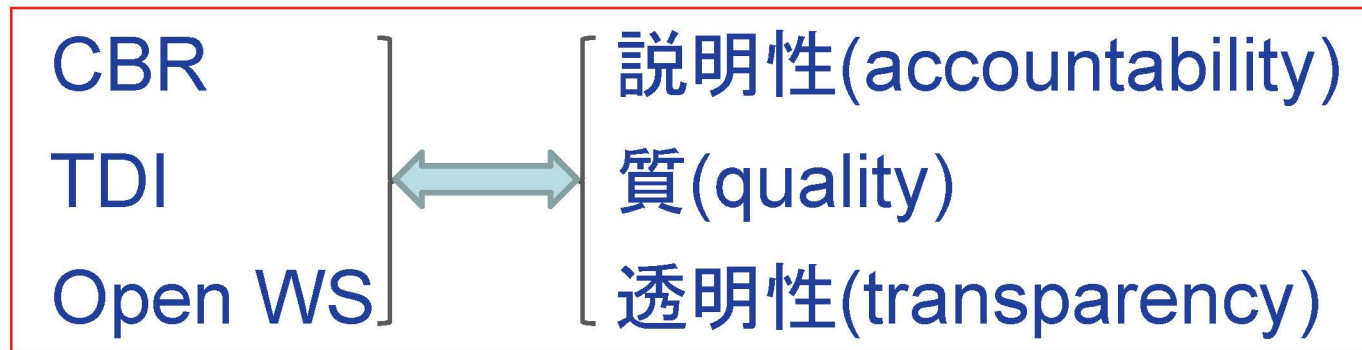 CBR
TDI
Open WS
説明性(accountability)
質(quality)
透明性(transparency)